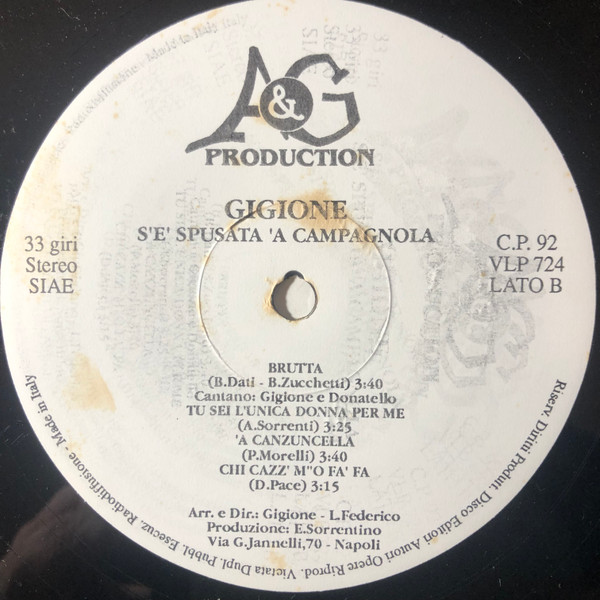 A&G
PRODUCTION
GIGIONE
S'E' SPUSATA 'A CAMPAGNOLA
33 giri
Stereo
SIAE
C.P. 92
VLP 724
LATO B
BRUTTA
(B.Dati - B.Zucchetti) 3:40
Cantano: Gigione e Donatello
TU SEI L'UNICA DONNA PER ME
(A.Sorrenti) 3:25
'A CANZUNCELLA
(P.Morelli) 3:40
CHI CAZZ' M''O FA' FA
(D.Pace) 3:15
Arr. e Dir.: Gigione - L.Federico
Produzione: E.Sorrentino
Via G.Jannelli,70 - Napoli
Riserv. Diritti Produt. Disco Editori Autori Opere Riprod. Vietata Dupl. Pubbl. Esecuz. Radiodiffusione - Made in Italy